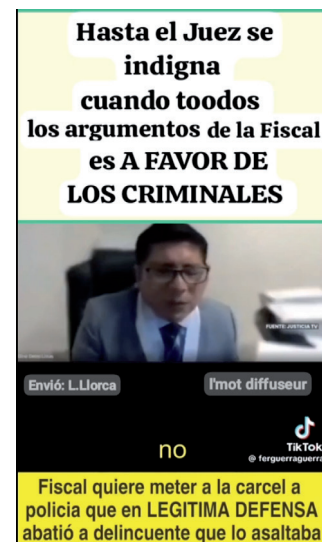 Hasta el Juez se
indigna
cuando toodos
los argumentos de la Fiscal
es A FAVOR DE
LOS CRIMINALES
FUENTE: JUSTICIA TV
Envió: L.Llorca
l'mot diffuseur
no
TikTok
@ ferguerraguerra
Fiscal quiere meter a la carcel a
policia que en LEGITIMA DEFENSA
abatió a delincuente que lo asaltaba